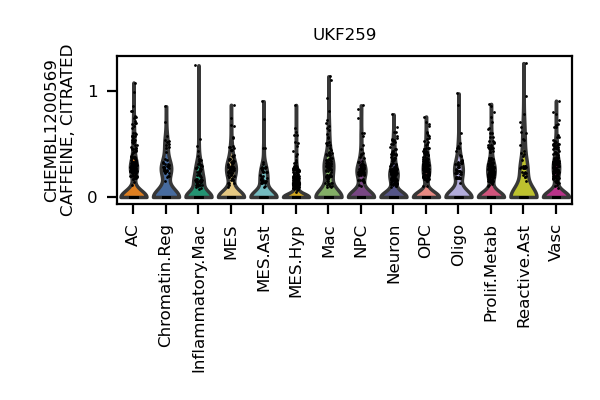 UKF259
CHEMBL1200569
CAFFEINE, CITRATED
1
0
AC
Chromatin.Reg
Inflammatory.Mac
MES
MES.Ast
MES.Hyp
Mac
NPC
Neuron
OPC
Oligo
Prolif.Metab
Reactive.Ast
Vasc